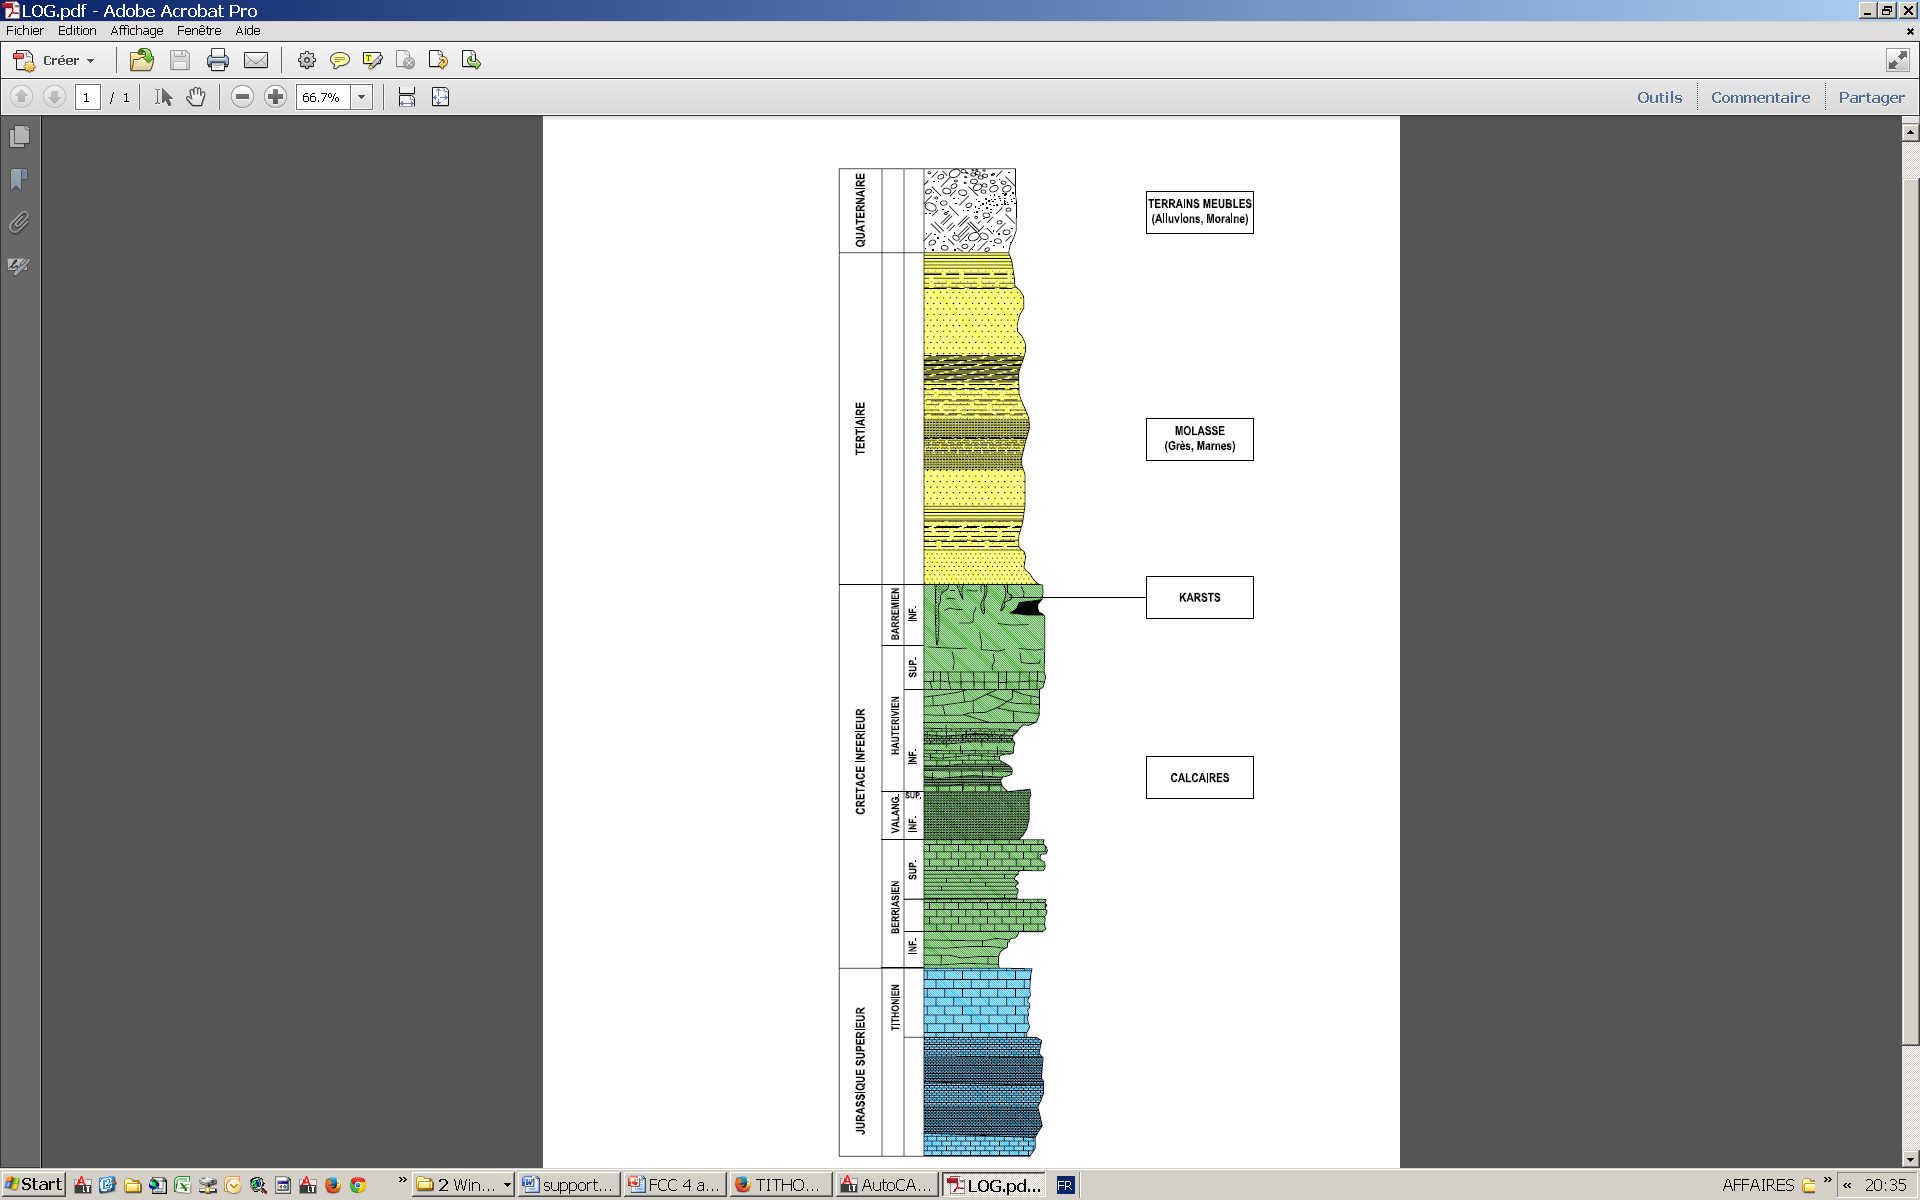 LOG.pdf - Adobe Acrobat Pro
Fichier Edition Affichage Fenêtre Aide
Créer
1 / 1 66.7% Outils Commentaire Partager
QUATERNAIRE
TERRAINS MEUBLES
(Alluvions, Moraine)
TERTIAIRE
MOLASSE
(Grès, Marnes)
CRETACE INFERIEUR
BARREMIEN
INF.
KARSTS
SUP.
HAUTERIVIEN
INF.
CALCAIRES
VALANG.
SUP.
INF.
BERRIASIEN
SUP.
INF.
JURASSIQUE SUPERIEUR
TITHONIEN
Start » 2 Win... support... FCC 4 a... TITHO... AutoCA... LOG.pd... FR AFFAIRES » « 20:35